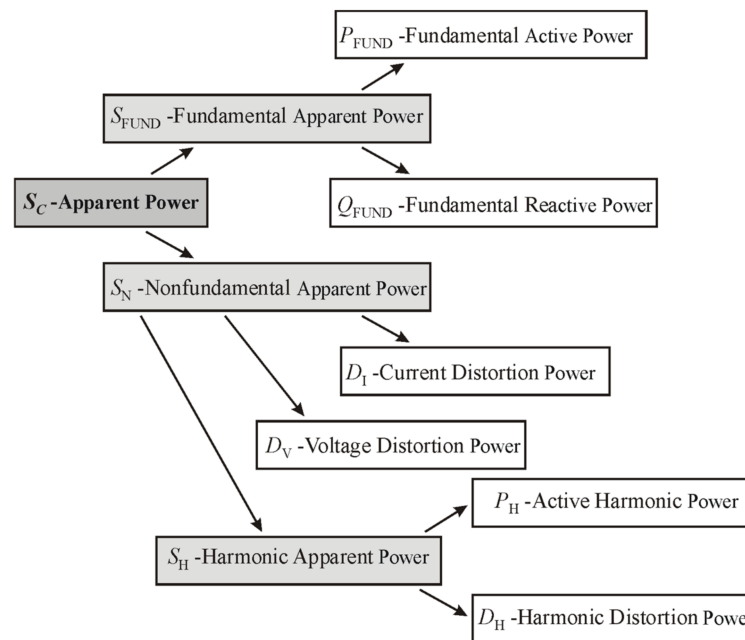 P_FUND -Fundamental Active Power
S_FUND -Fundamental Apparent Power
S_C -Apparent Power
Q_FUND -Fundamental Reactive Power
S_N -Nonfundamental Apparent Power
D_I -Current Distortion Power
D_V -Voltage Distortion Power
P_H -Active Harmonic Power
S_H -Harmonic Apparent Power
D_H -Harmonic Distortion Powe